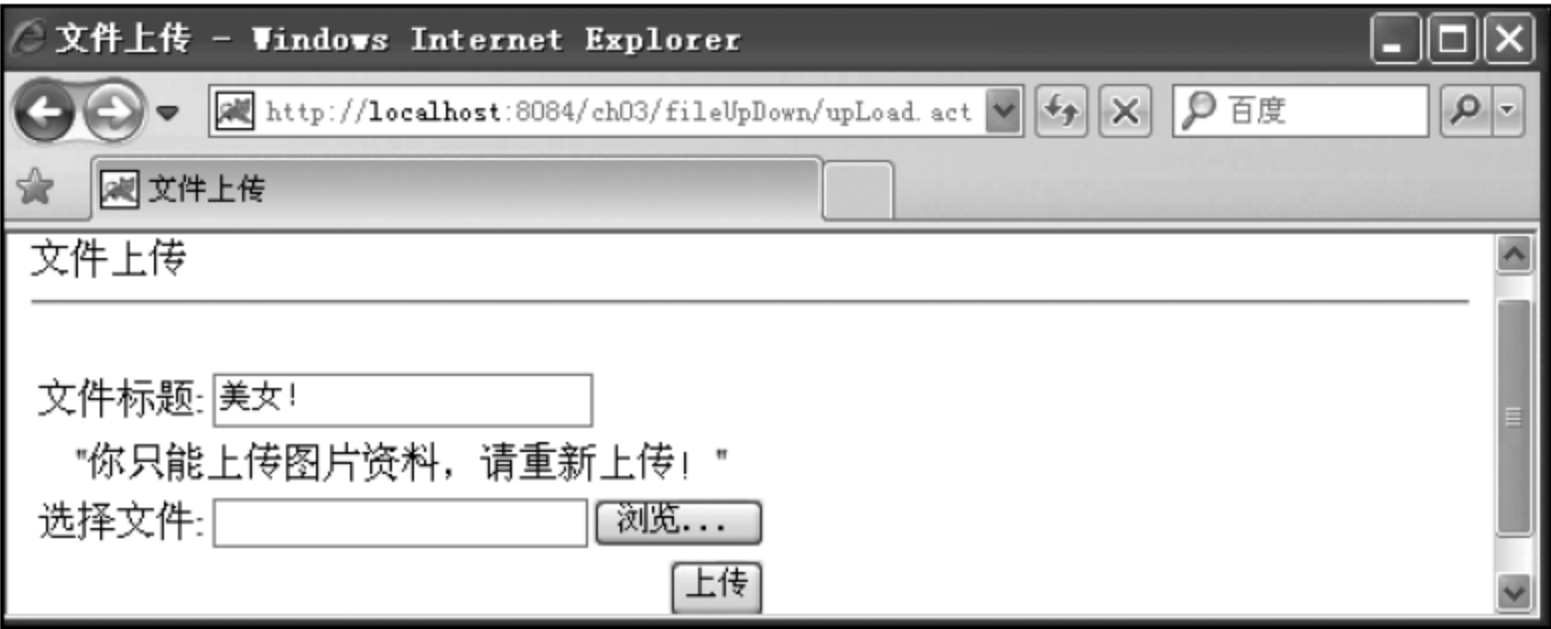 文件上传 - Windows Internet Explorer
http://localhost:8084/ch03/fileUpDown/upLoad.act
百度
文件上传
文件上传
文件标题: 美女!
"你只能上传图片资料，请重新上传! "
选择文件: 浏览...
上传